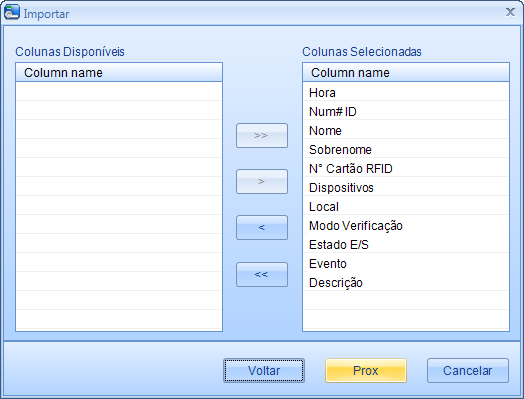 Importar
Colunas Disponíveis
Column name
>>
>
<
<<
Colunas Selecionadas
Column name
Hora
Num# ID
Nome
Sobrenome
N° Cartão RFID
Dispositivos
Local
Modo Verificação
Estado E/S
Evento
Descrição
Voltar
Prox
Cancelar